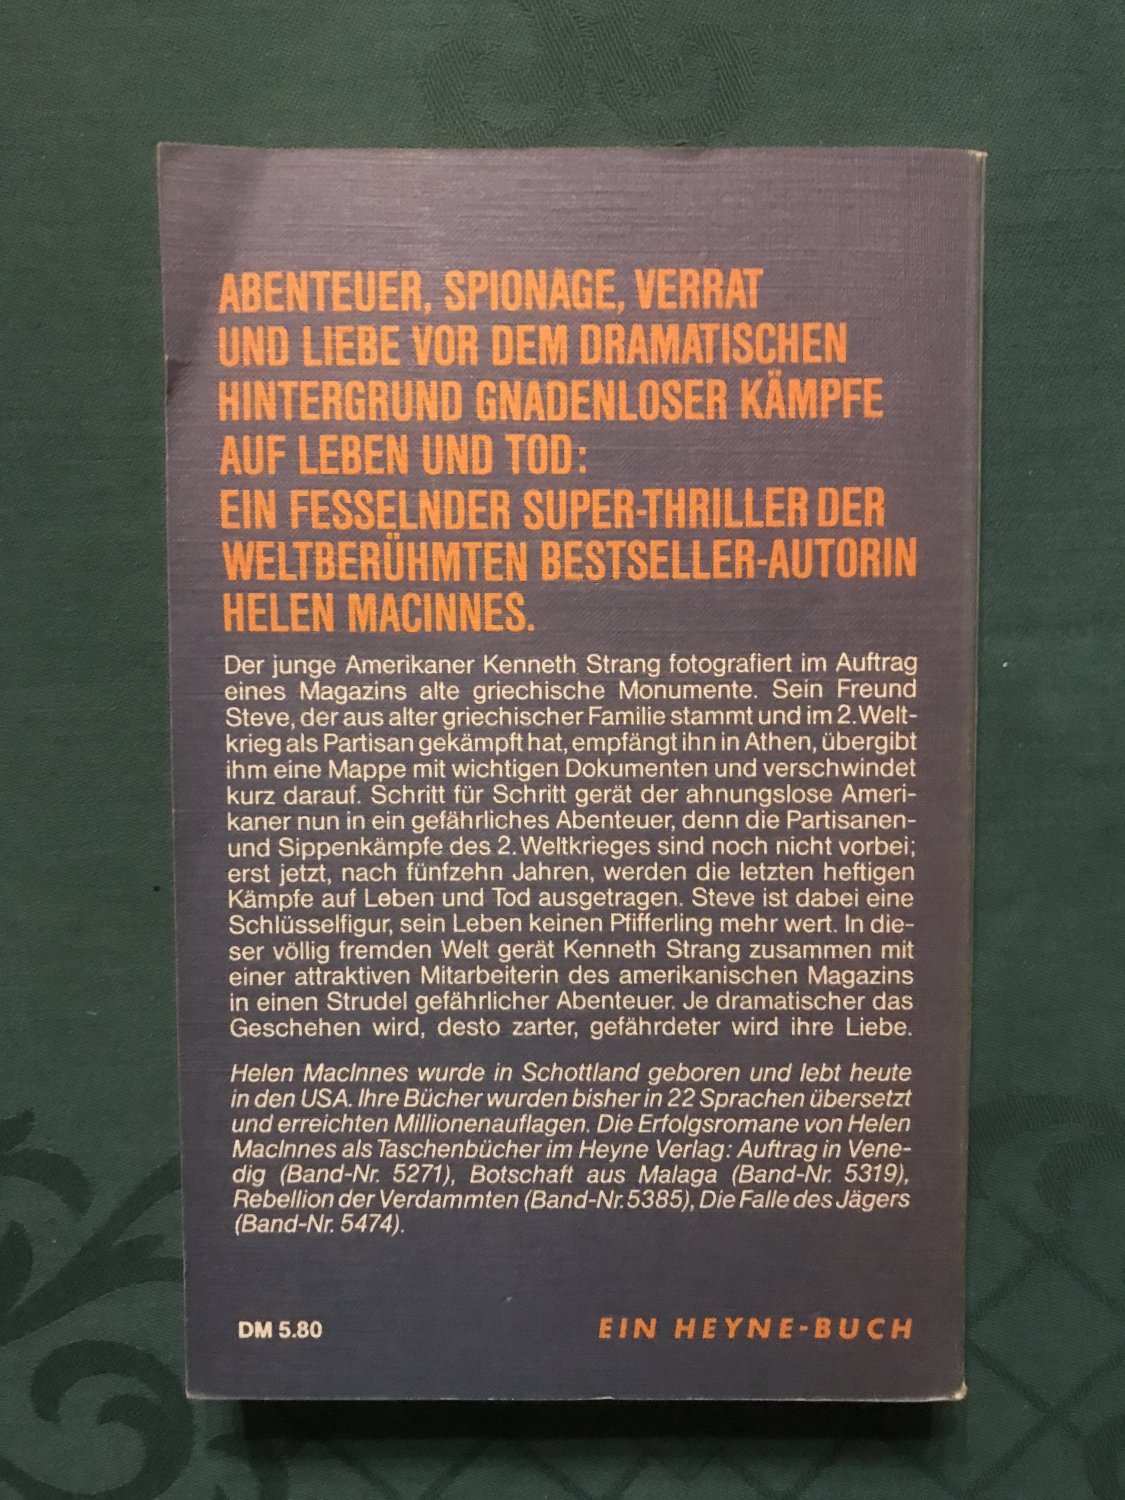 ABENTEUER, SPIONAGE, VERRAT
UND LIEBE VOR DEM DRAMATISCHEN
HINTERGRUND GNADENLOSER KÄMPFE
AUF LEBEN UND TOD:
EIN FESSELNDER SUPER-THRILLER DER
WELTBERÜHMTEN BESTSELLER-AUTORIN
HELEN MACINNES.
Der junge Amerikaner Kenneth Strang fotografiert im Auftrag
eines Magazins alte griechische Monumente. Sein Freund
Steve, der aus alter griechischer Familie stammt und im 2. Welt-
krieg als Partisan gekämpft hat, empfängt ihn in Athen, übergibt
ihm eine Mappe mit wichtigen Dokumenten und verschwindet
kurz darauf. Schritt für Schritt gerät der ahnungslose Ameri-
kaner nun in ein gefährliches Abenteuer, denn die Partisanen-
und Sippenkämpfe des 2. Weltkrieges sind noch nicht vorbei;
erst jetzt, nach fünfzehn Jahren, werden die letzten heftigen
Kämpfe auf Leben und Tod ausgetragen. Steve ist dabei eine
Schlüsselfigur, sein Leben keinen Pfifferling mehr wert. In die-
ser völlig fremden Welt gerät Kenneth Strang zusammen mit
einer attraktiven Mitarbeiterin des amerikanischen Magazins
in einen Strudel gefährlicher Abenteuer. Je dramatischer das
Geschehen wird, desto zarter, gefährdeter wird ihre Liebe.
Helen MacInnes wurde in Schottland geboren und lebt heute
in den USA. Ihre Bücher wurden bisher in 22 Sprachen übersetzt
und erreichten Millionenauflagen. Die Erfolgsromane von Helen
MacInnes als Taschenbücher im Heyne Verlag: Auftrag in Vene-
dig (Band-Nr. 5271), Botschaft aus Malaga (Band-Nr. 5319),
Rebellion der Verdammten (Band-Nr. 5385), Die Falle des Jägers
(Band-Nr. 5474).
DM 5.80
EIN HEYNE-BUCH